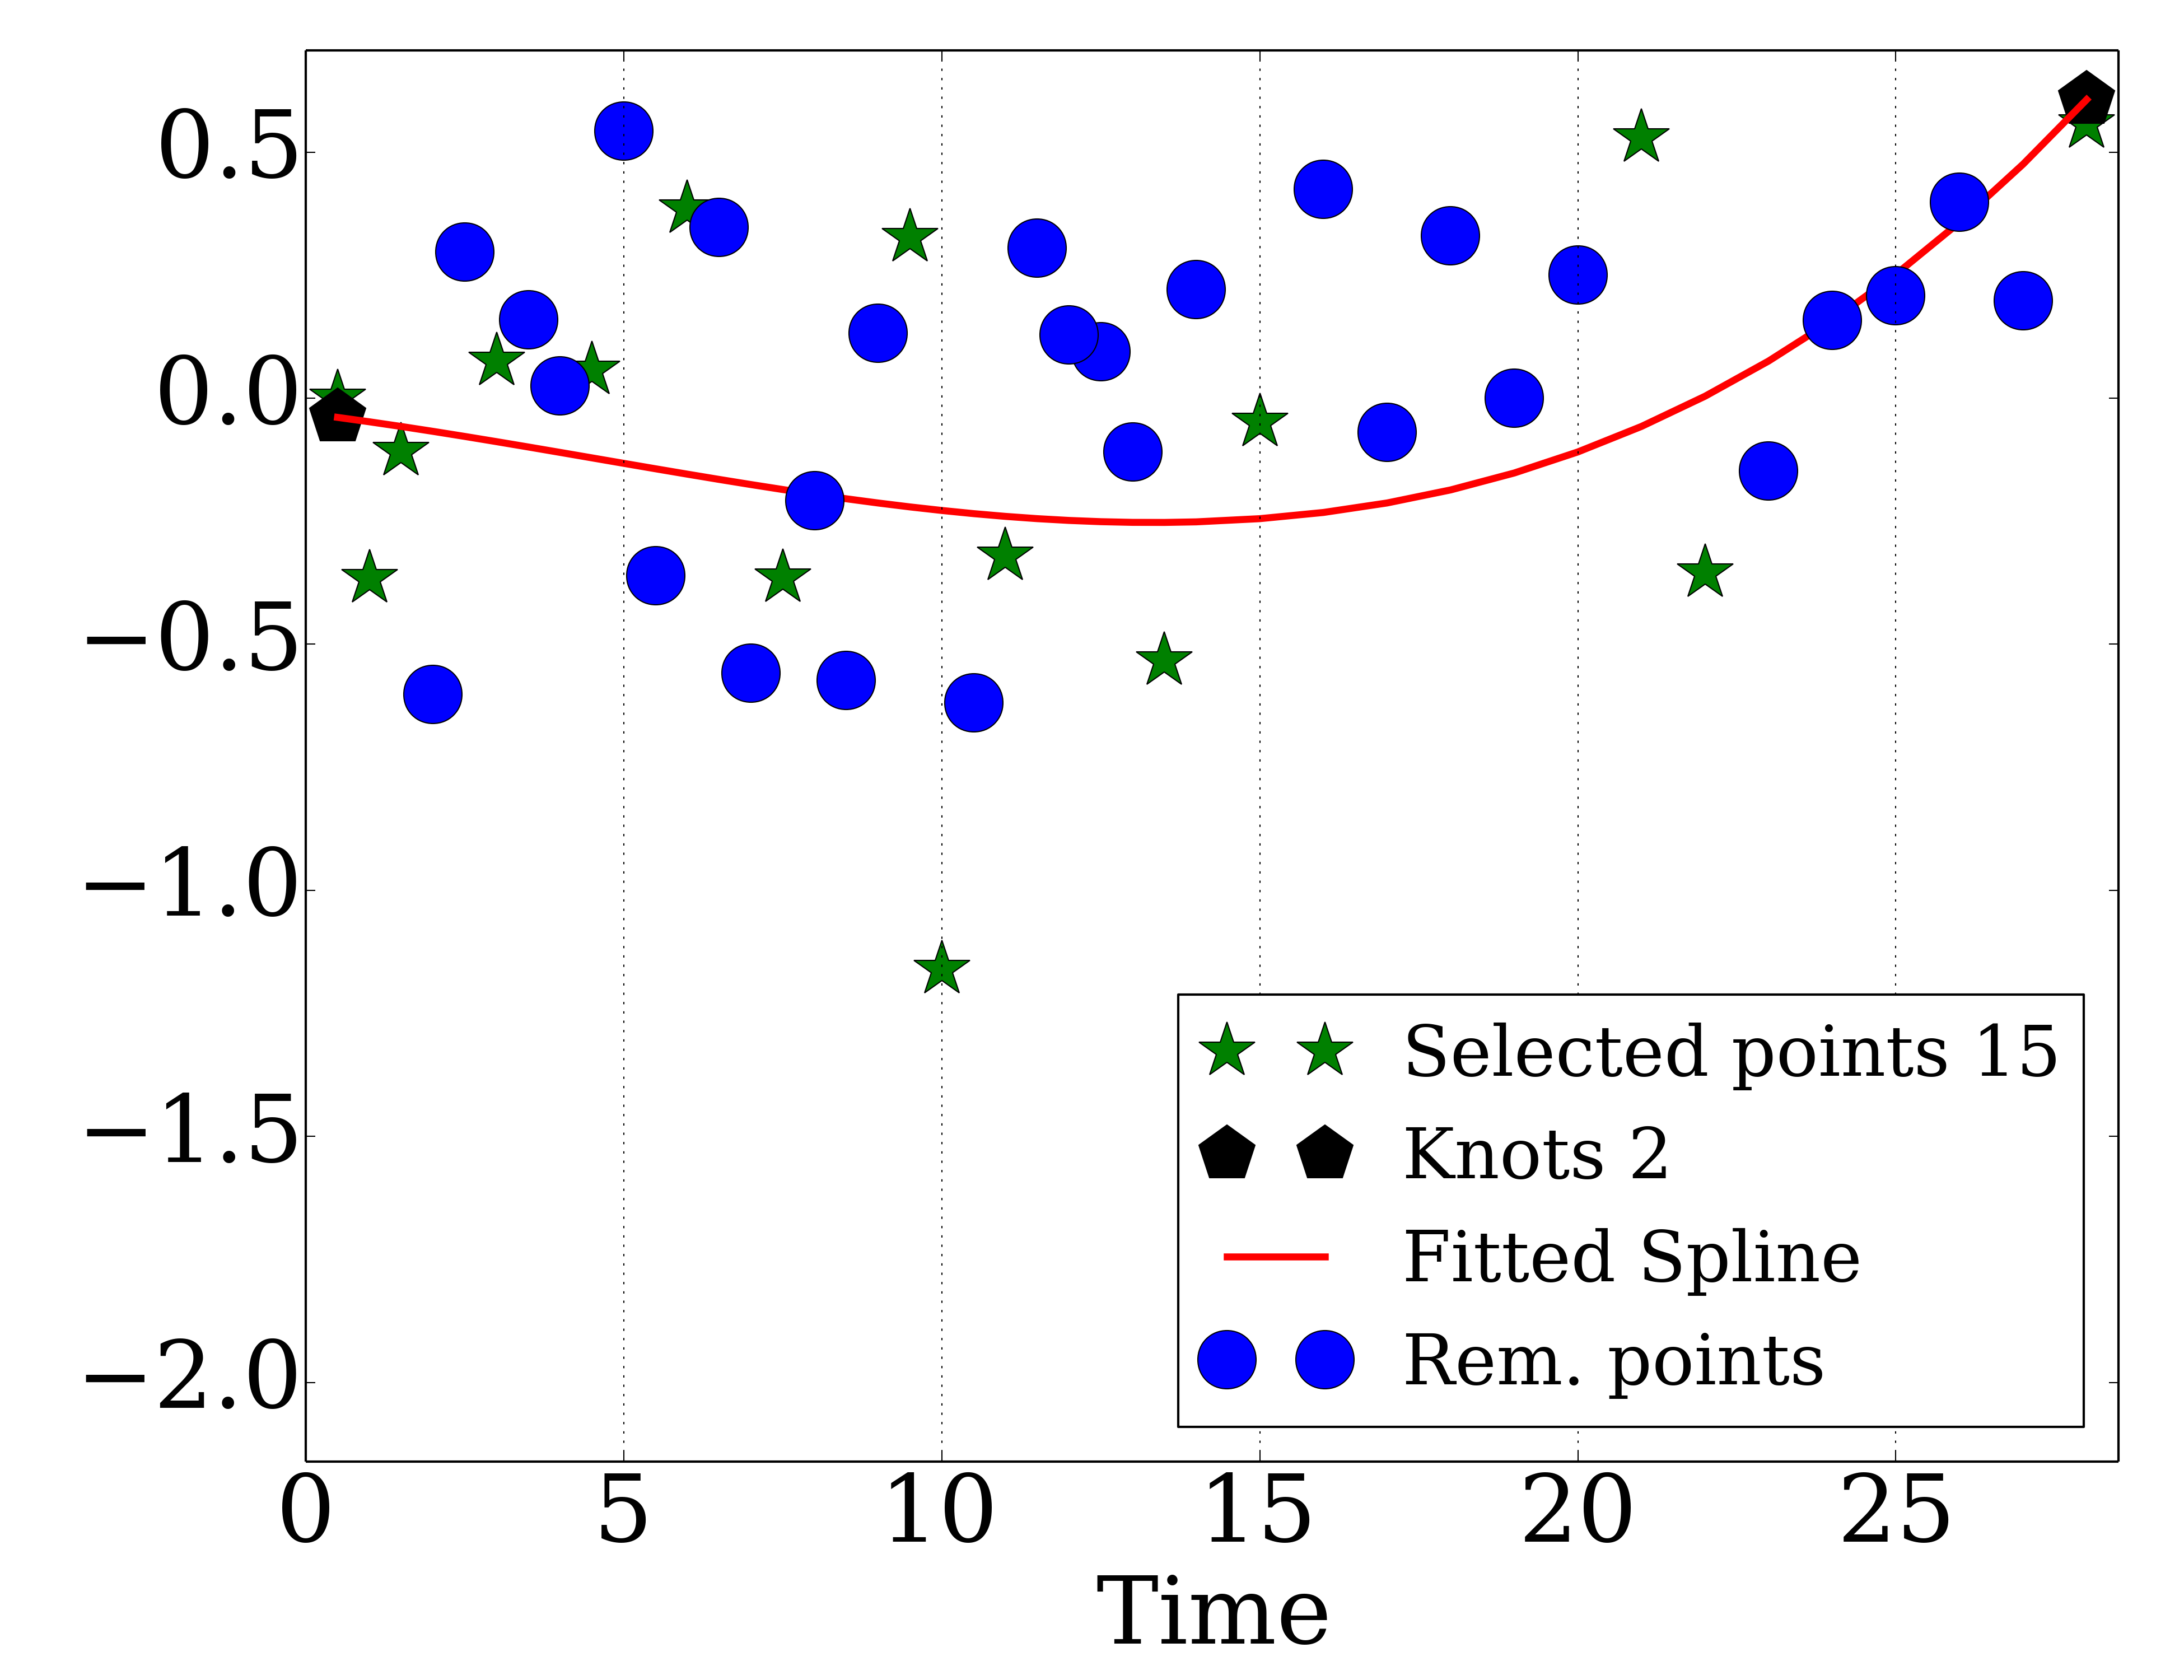 0.5
0.0
−0.5
−1.0
−1.5
−2.0
Selected points 15
Knots 2
Fitted Spline
Rem. points
0 5 10 15 20 25
Time